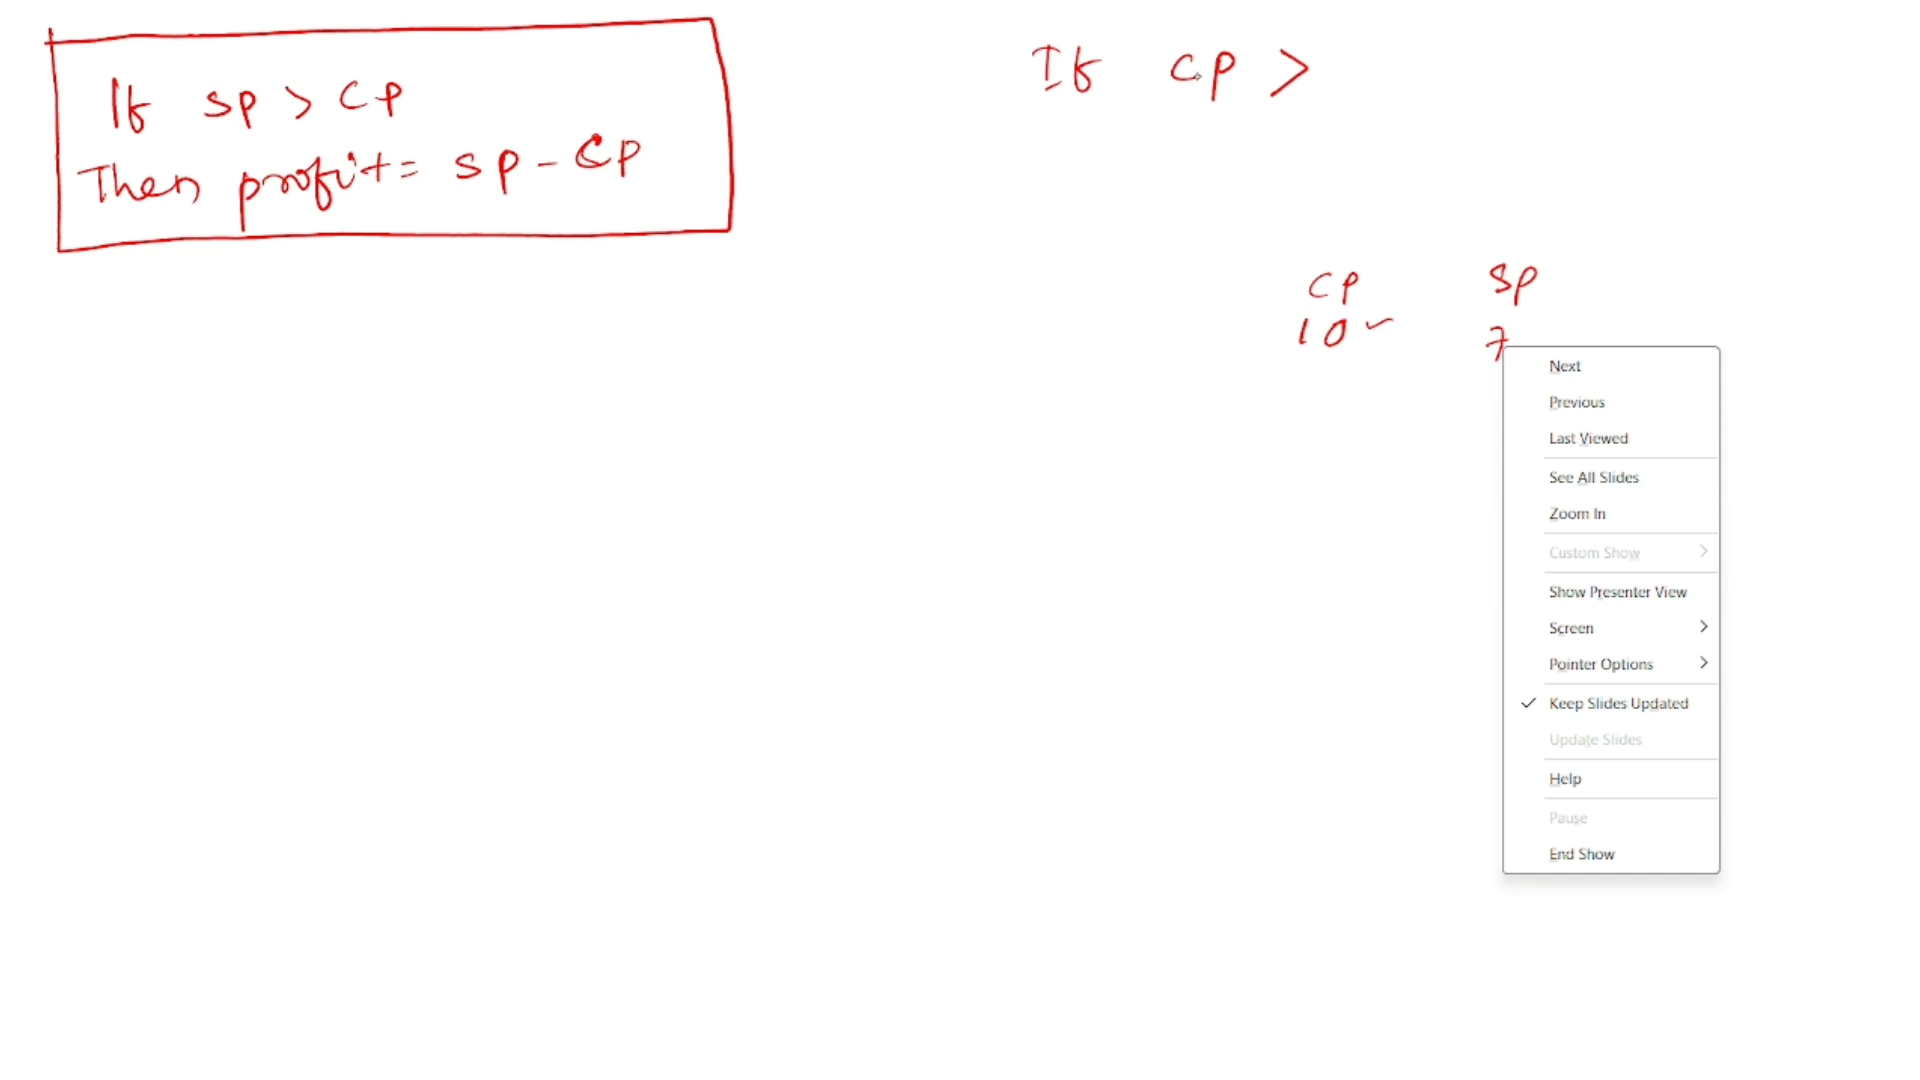 If SP > CP
Then profit = SP - CP
If CP >
CP SP
10 7
Next
Previous
Last Viewed
See All Slides
Zoom In
Custom Show
Show Presenter View
Screen
Pointer Options
Keep Slides Updated
Update Slides
Help
Pause
End Show